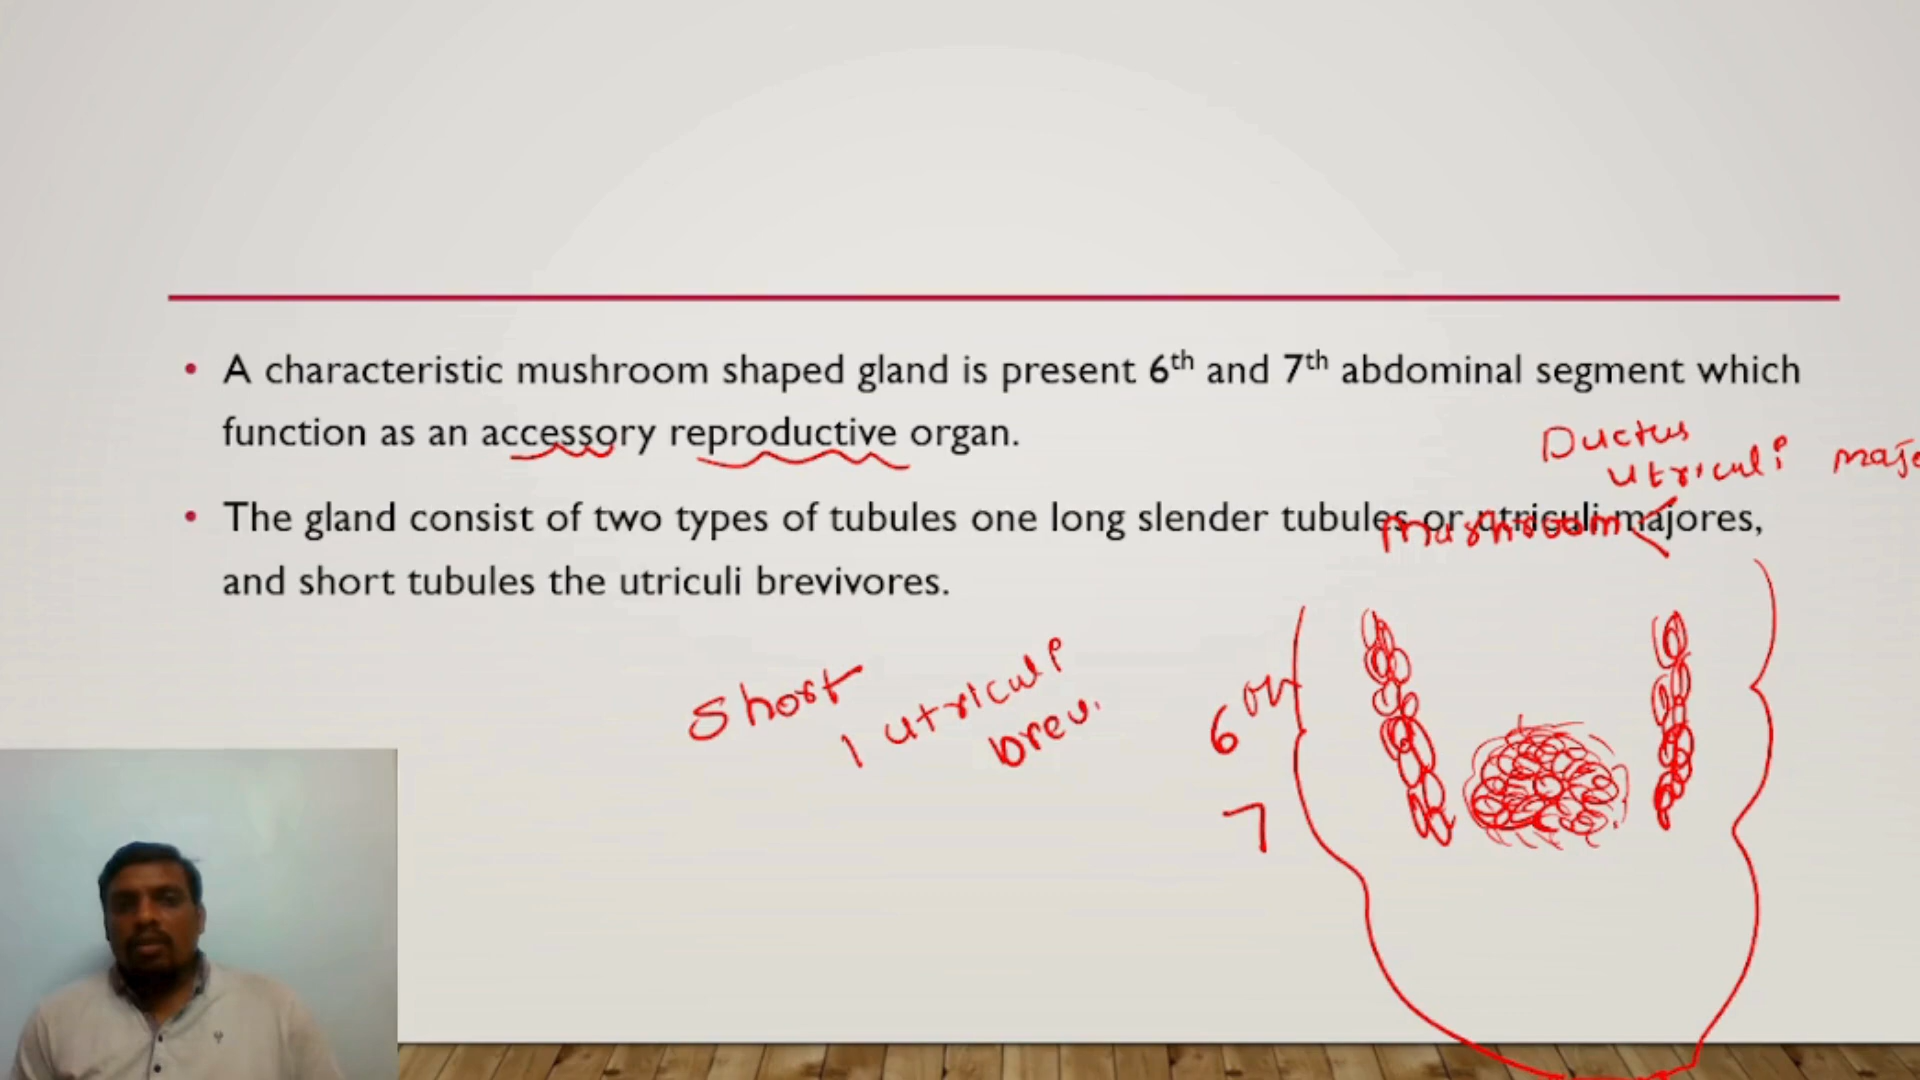 • A characteristic mushroom shaped gland is present 6th and 7th abdominal segment which
function as an accessory reproductive organ.
Ductus
utriculi majo
• The gland consist of two types of tubules one long slender tubules or utriculi majores,
mushroom
and short tubules the utriculi brevivores.
short
utriculi
brev.
6
7